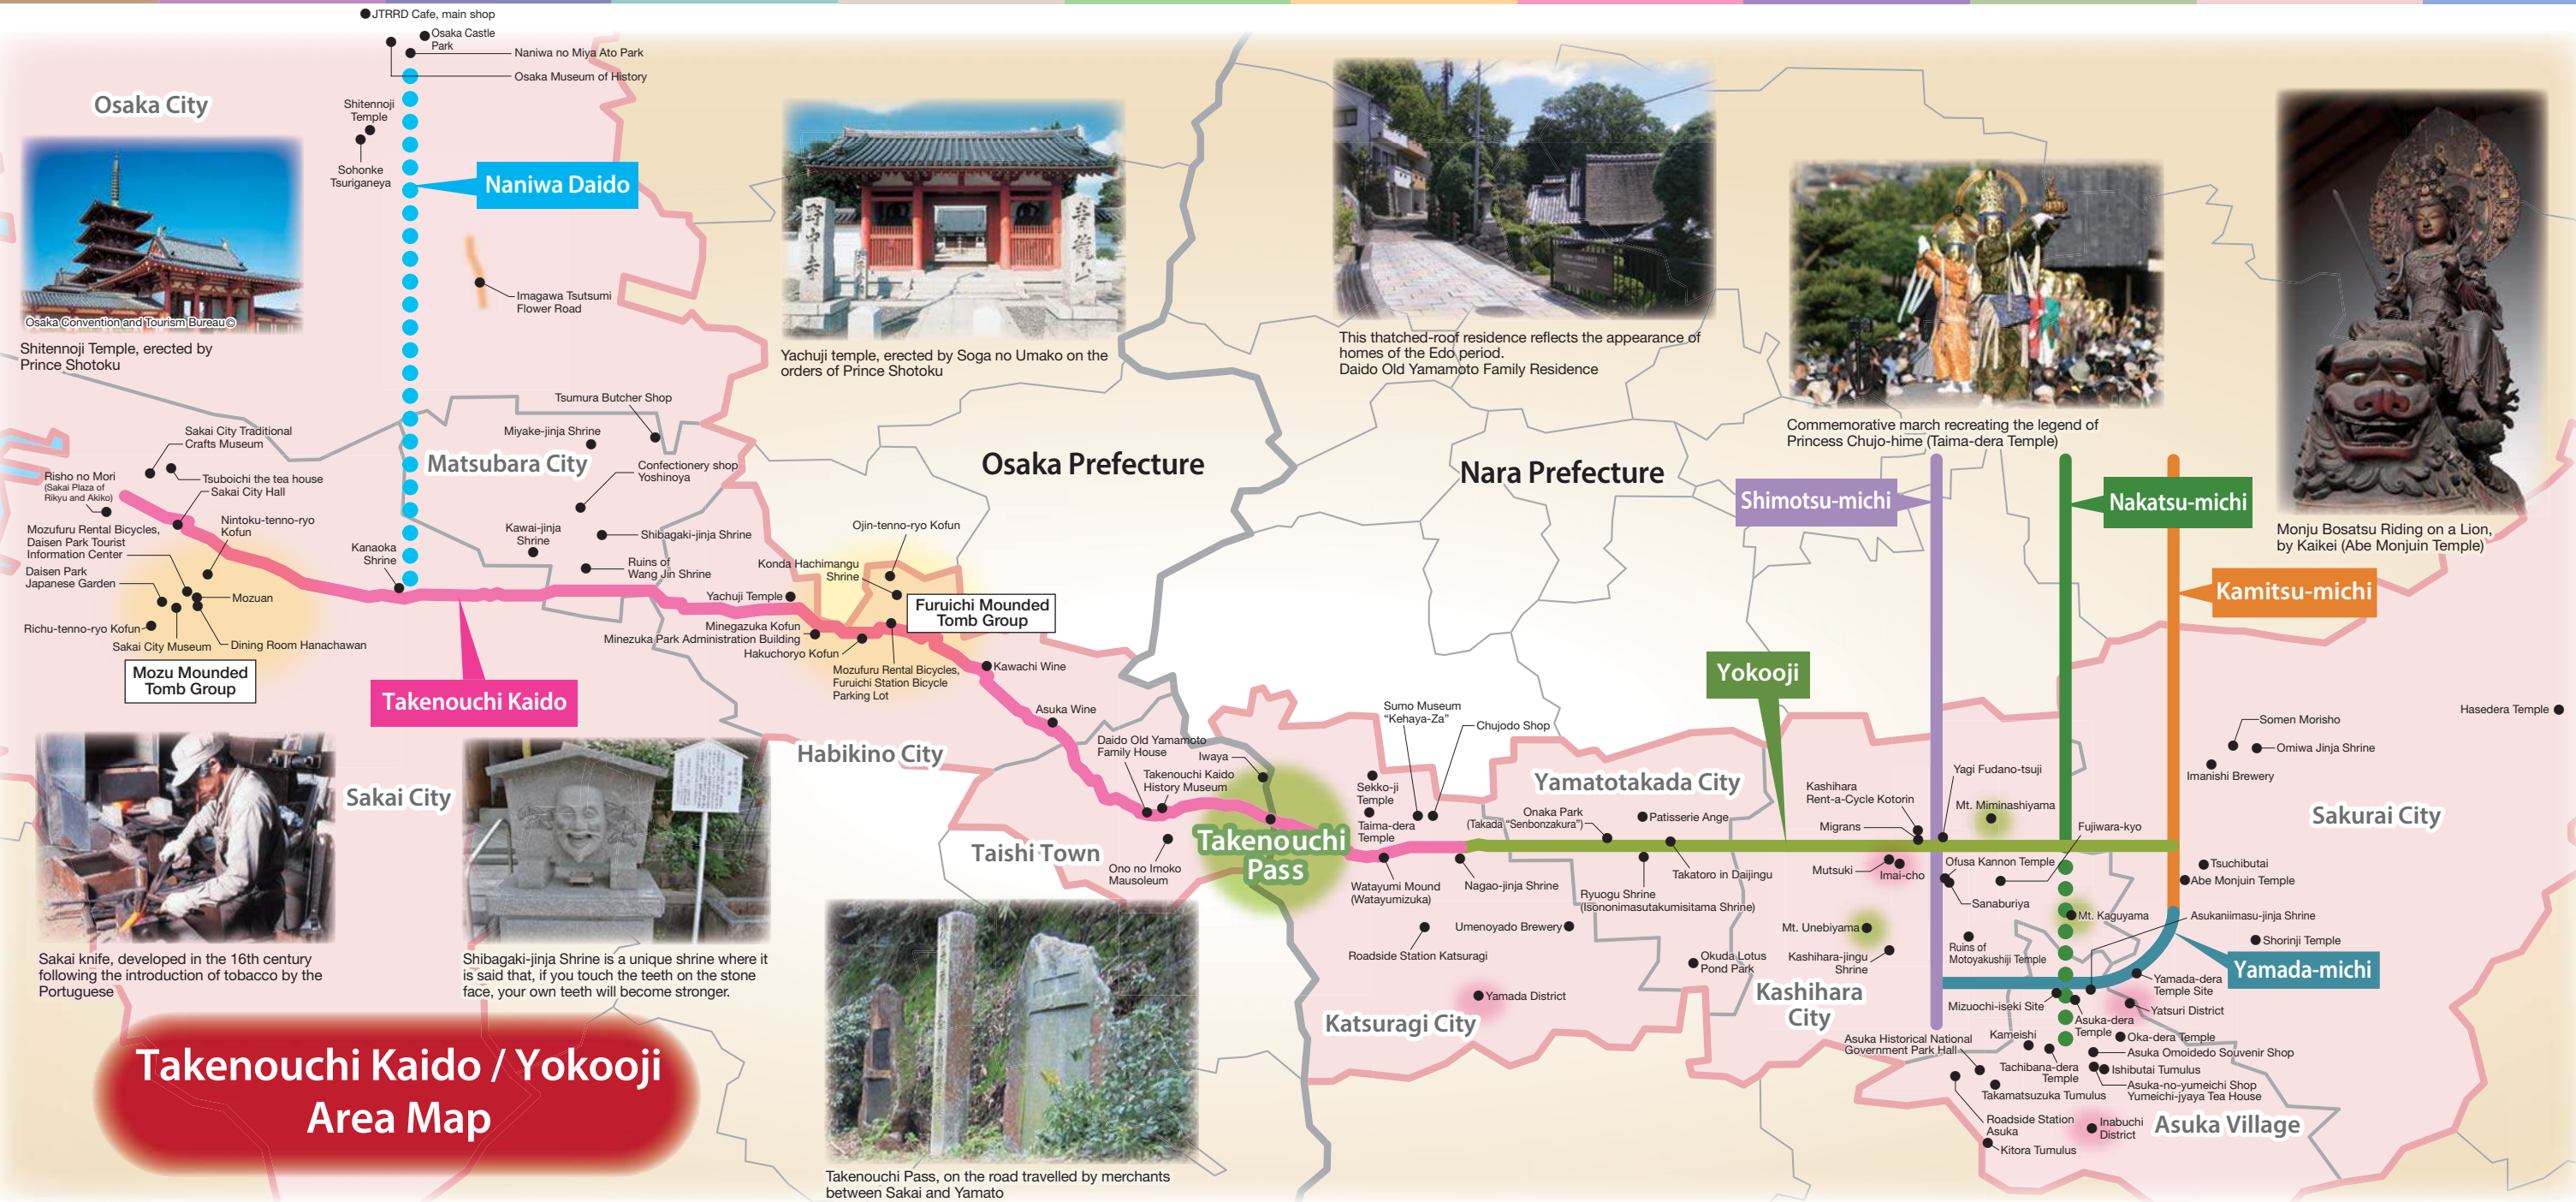 JTRRD Cafe, main shop
Osaka Castle
Park
Naniwa no Miya Ato Park
Osaka Museum of History
Osaka City
Shitennoji
Temple
Sohonke
Tsuriganeya
Naniwa Daido
Imagawa Tsutsumi
Flower Road
Osaka Convention and Tourism Bureau©
Shitennoji Temple, erected by
Prince Shotoku
野中寺
青龍山
Yachuji temple, erected by Soga no Umako on the
orders of Prince Shotoku
This thatched-roof residence reflects the appearance of
homes of the Edo period.
Daido Old Yamamoto Family Residence
Commemorative march recreating the legend of
Princess Chujo-hime (Taima-dera Temple)
Monju Bosatsu Riding on a Lion,
by Kaikei (Abe Monjuin Temple)
Tsumura Butcher Shop
Miyake-jinja Shrine
Matsubara City
Confectionery shop
Yoshinoya
Kawai-jinja
Shrine
Shibagaki-jinja Shrine
Ruins of
Wang Jin Shrine
Sakai City Traditional
Crafts Museum
Tsuboichi the tea house
Risho no Mori
(Sakai Plaza of
Rikyu and Akiko)
Sakai City Hall
Mozufuru Rental Bicycles,
Daisen Park Tourist
Information Center
Nintoku-tenno-ryo
Kofun
Daisen Park
Japanese Garden
Kanaoka
Shrine
Mozuan
Richu-tenno-ryo Kofun
Sakai City Museum
Dining Room Hanachawan
Mozu Mounded
Tomb Group
Takenouchi Kaido
Osaka Prefecture
Nara Prefecture
Ojin-tenno-ryo Kofun
Konda Hachimangu
Shrine
Yachuji Temple
Furuichi Mounded
Tomb Group
Minegazuka Kofun
Minezuka Park Administration Building
Hakuchoryo Kofun
Mozufuru Rental Bicycles,
Furuichi Station Bicycle
Parking Lot
Kawachi Wine
Asuka Wine
Habikino City
Daido Old Yamamoto
Family House
Iwaya
Takenouchi Kaido
History Museum
Taishi Town
Ono no Imoko
Mausoleum
Takenouchi
Pass
Shimotsu-michi
Nakatsu-michi
Kamitsu-michi
Yokooji
Sumo Museum
"Kehaya-Za"
Chujodo Shop
Sekko-ji
Temple
Taima-dera
Temple
Watayumi Mound
(Watayumizuka)
Nagao-jinja Shrine
Roadside Station Katsuragi
Umenoyado Brewery
Yamada District
Katsuragi City
Yamatotakada City
Onaka Park
(Takada "Senbonzakura")
Patisserie Ange
Ryuogu Shrine
(Isononimasutakumisitama Shrine)
Takatoro in Daijingu
Okuda Lotus
Pond Park
Kashihara
Rent-a-Cycle Kotorin
Migrans
Yagi Fudano-tsuji
Mt. Miminashiyama
Fujiwara-kyo
Mutsuki
Imai-cho
Ofusa Kannon Temple
Sanaburiya
Mt. Unebiyama
Kashihara-jingu
Shrine
Kashihara
City
Ruins of
Motoyakushiji Temple
Mt. Kaguyama
Asukaniimasu-jinja Shrine
Yamada-michi
Yamada-dera
Temple Site
Yatsuri District
Mizuochi-iseki Site
Asuka-dera
Temple
Oka-dera Temple
Kameishi
Asuka Omoidedo Souvenir Shop
Asuka Historical National
Government Park Hall
Tachibana-dera
Temple
Ishibutai Tumulus
Asuka-no-yumeichi Shop
Yumeichi-jyaya Tea House
Takamatsuzuka Tumulus
Roadside Station
Asuka
Kitora Tumulus
Inabuchi
District
Asuka Village
Hasedera Temple
Somen Morisho
Omiwa Jinja Shrine
Imanishi Brewery
Sakurai City
Tsuchibutai
Abe Monjuin Temple
Shorinji Temple
Sakai City
Sakai knife, developed in the 16th century
following the introduction of tobacco by the
Portuguese
Shibagaki-jinja Shrine is a unique shrine where it
is said that, if you touch the teeth on the stone
face, your own teeth will become stronger.
Takenouchi Pass, on the road travelled by merchants
between Sakai and Yamato
Takenouchi Kaido / Yokooji
Area Map